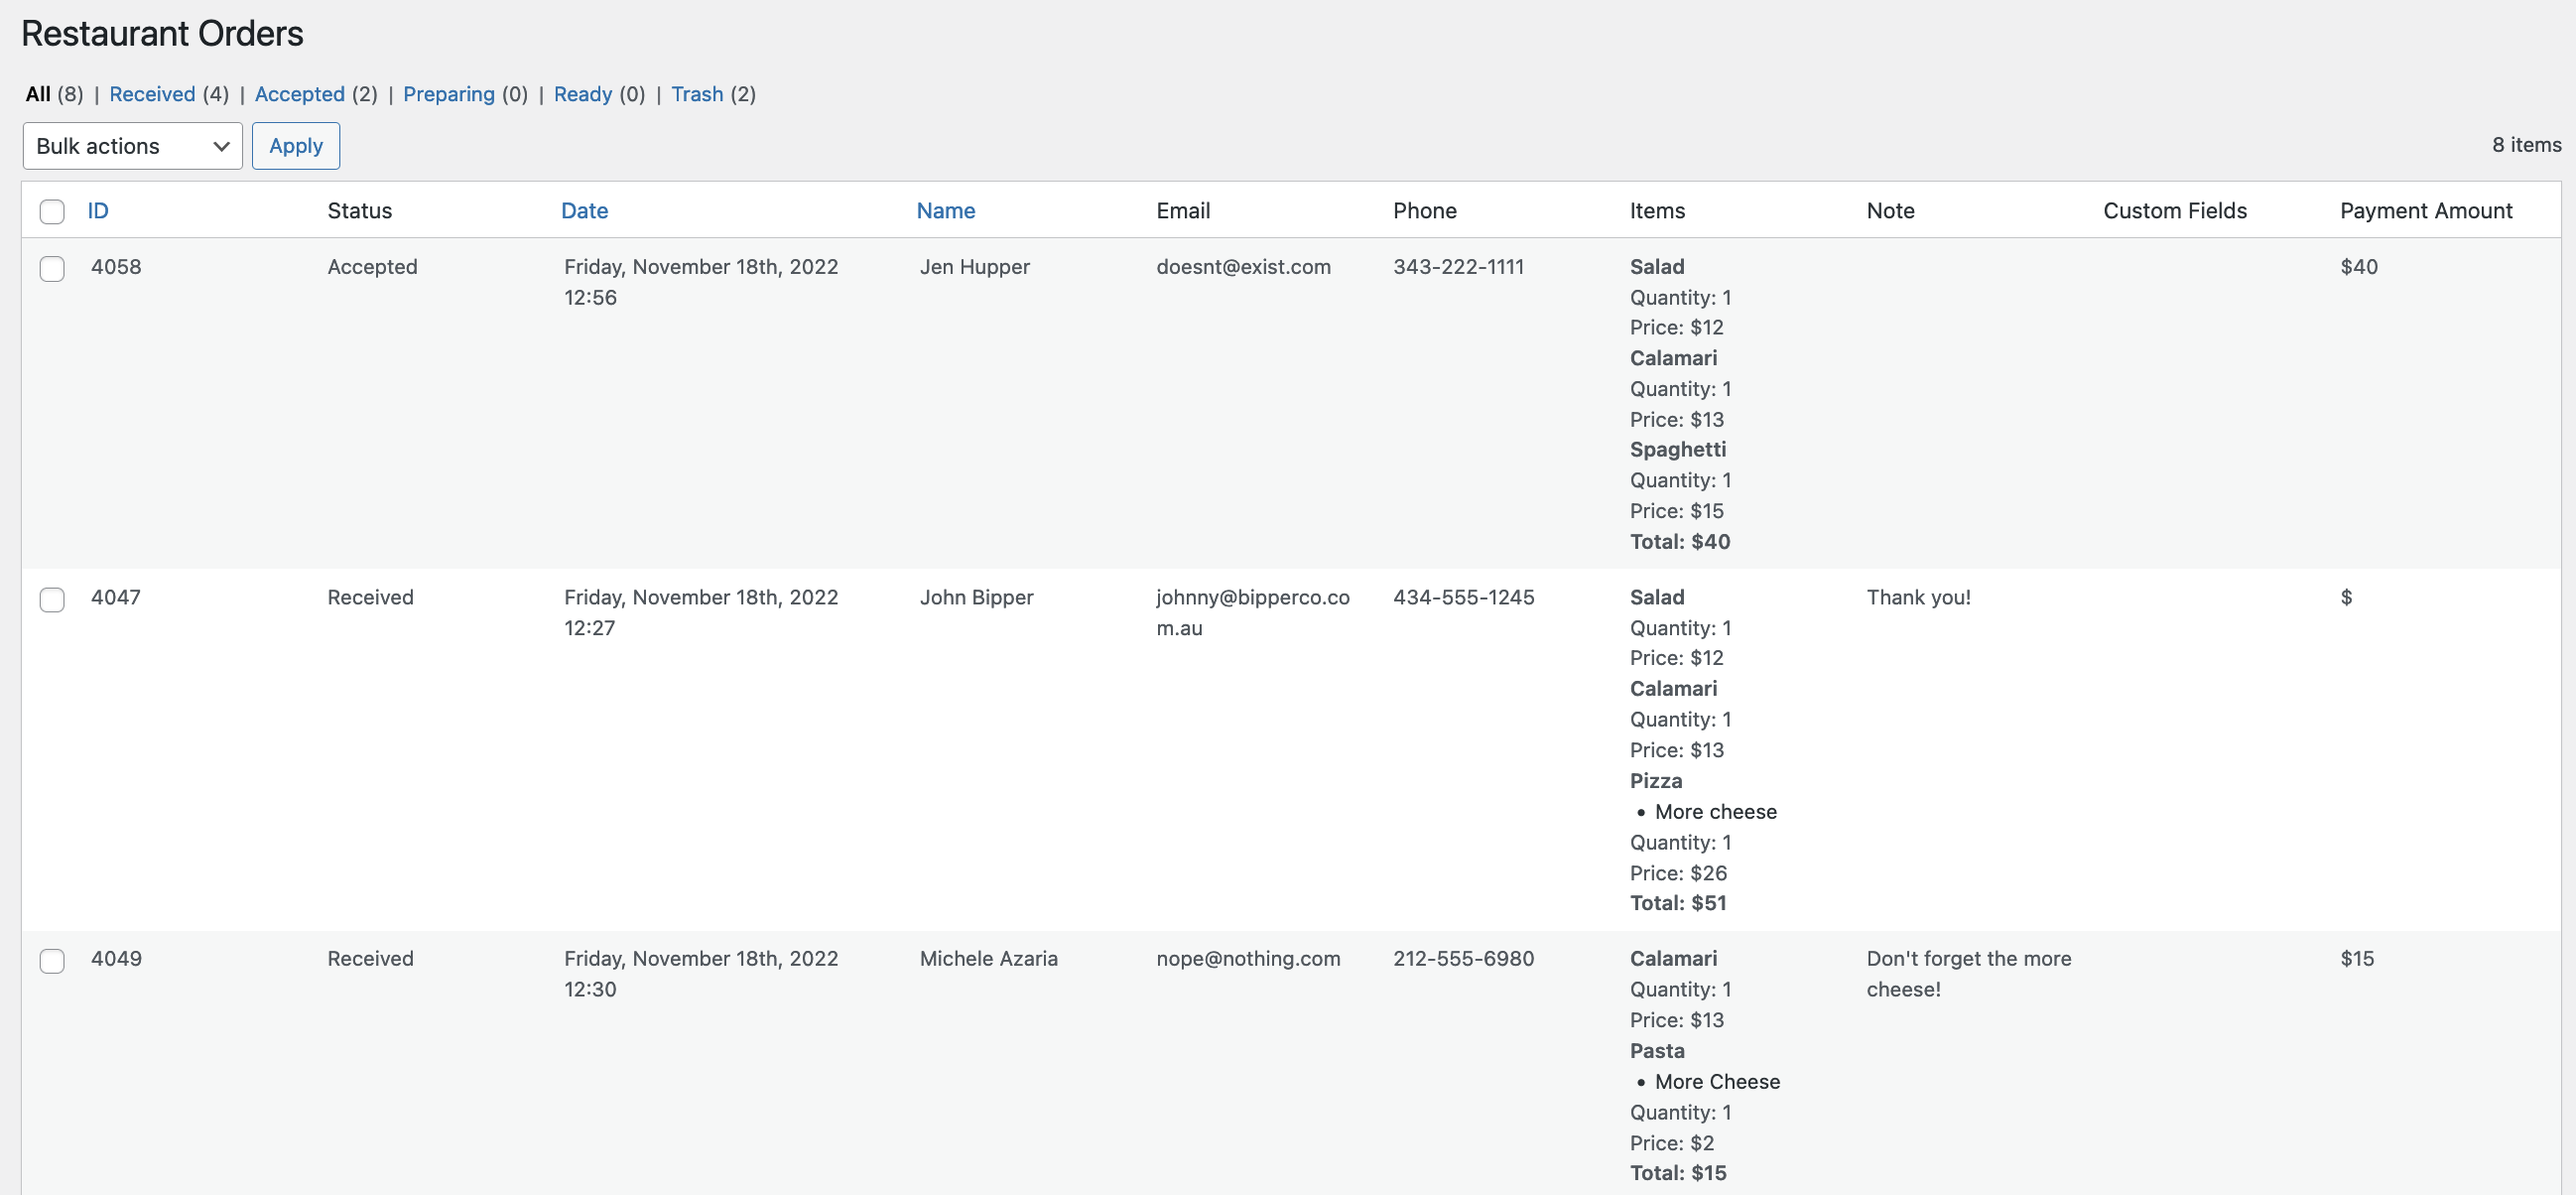 Restaurant Orders
All (8) | Received (4) | Accepted (2) | Preparing (0) | Ready (0) | Trash (2)
Bulk actions
Apply
8 items
ID Status Date Name Email Phone Items Note Custom Fields Payment Amount
4058 Accepted Friday, November 18th, 2022 Jen Hupper doesnt@exist.com 343-222-1111 Salad $40
12:56 Quantity: 1
Price: $12
Calamari
Quantity: 1
Price: $13
Spaghetti
Quantity: 1
Price: $15
Total: $40
4047 Received Friday, November 18th, 2022 John Bipper johnny@bipperco.co 434-555-1245 Salad Thank you! $
12:27 m.au Quantity: 1
Price: $12
Calamari
Quantity: 1
Price: $13
Pizza
• More cheese
Quantity: 1
Price: $26
Total: $51
4049 Received Friday, November 18th, 2022 Michele Azaria nope@nothing.com 212-555-6980 Calamari Don't forget the more $15
12:30 Quantity: 1 cheese!
Price: $13
Pasta
• More Cheese
Quantity: 1
Price: $2
Total: $15